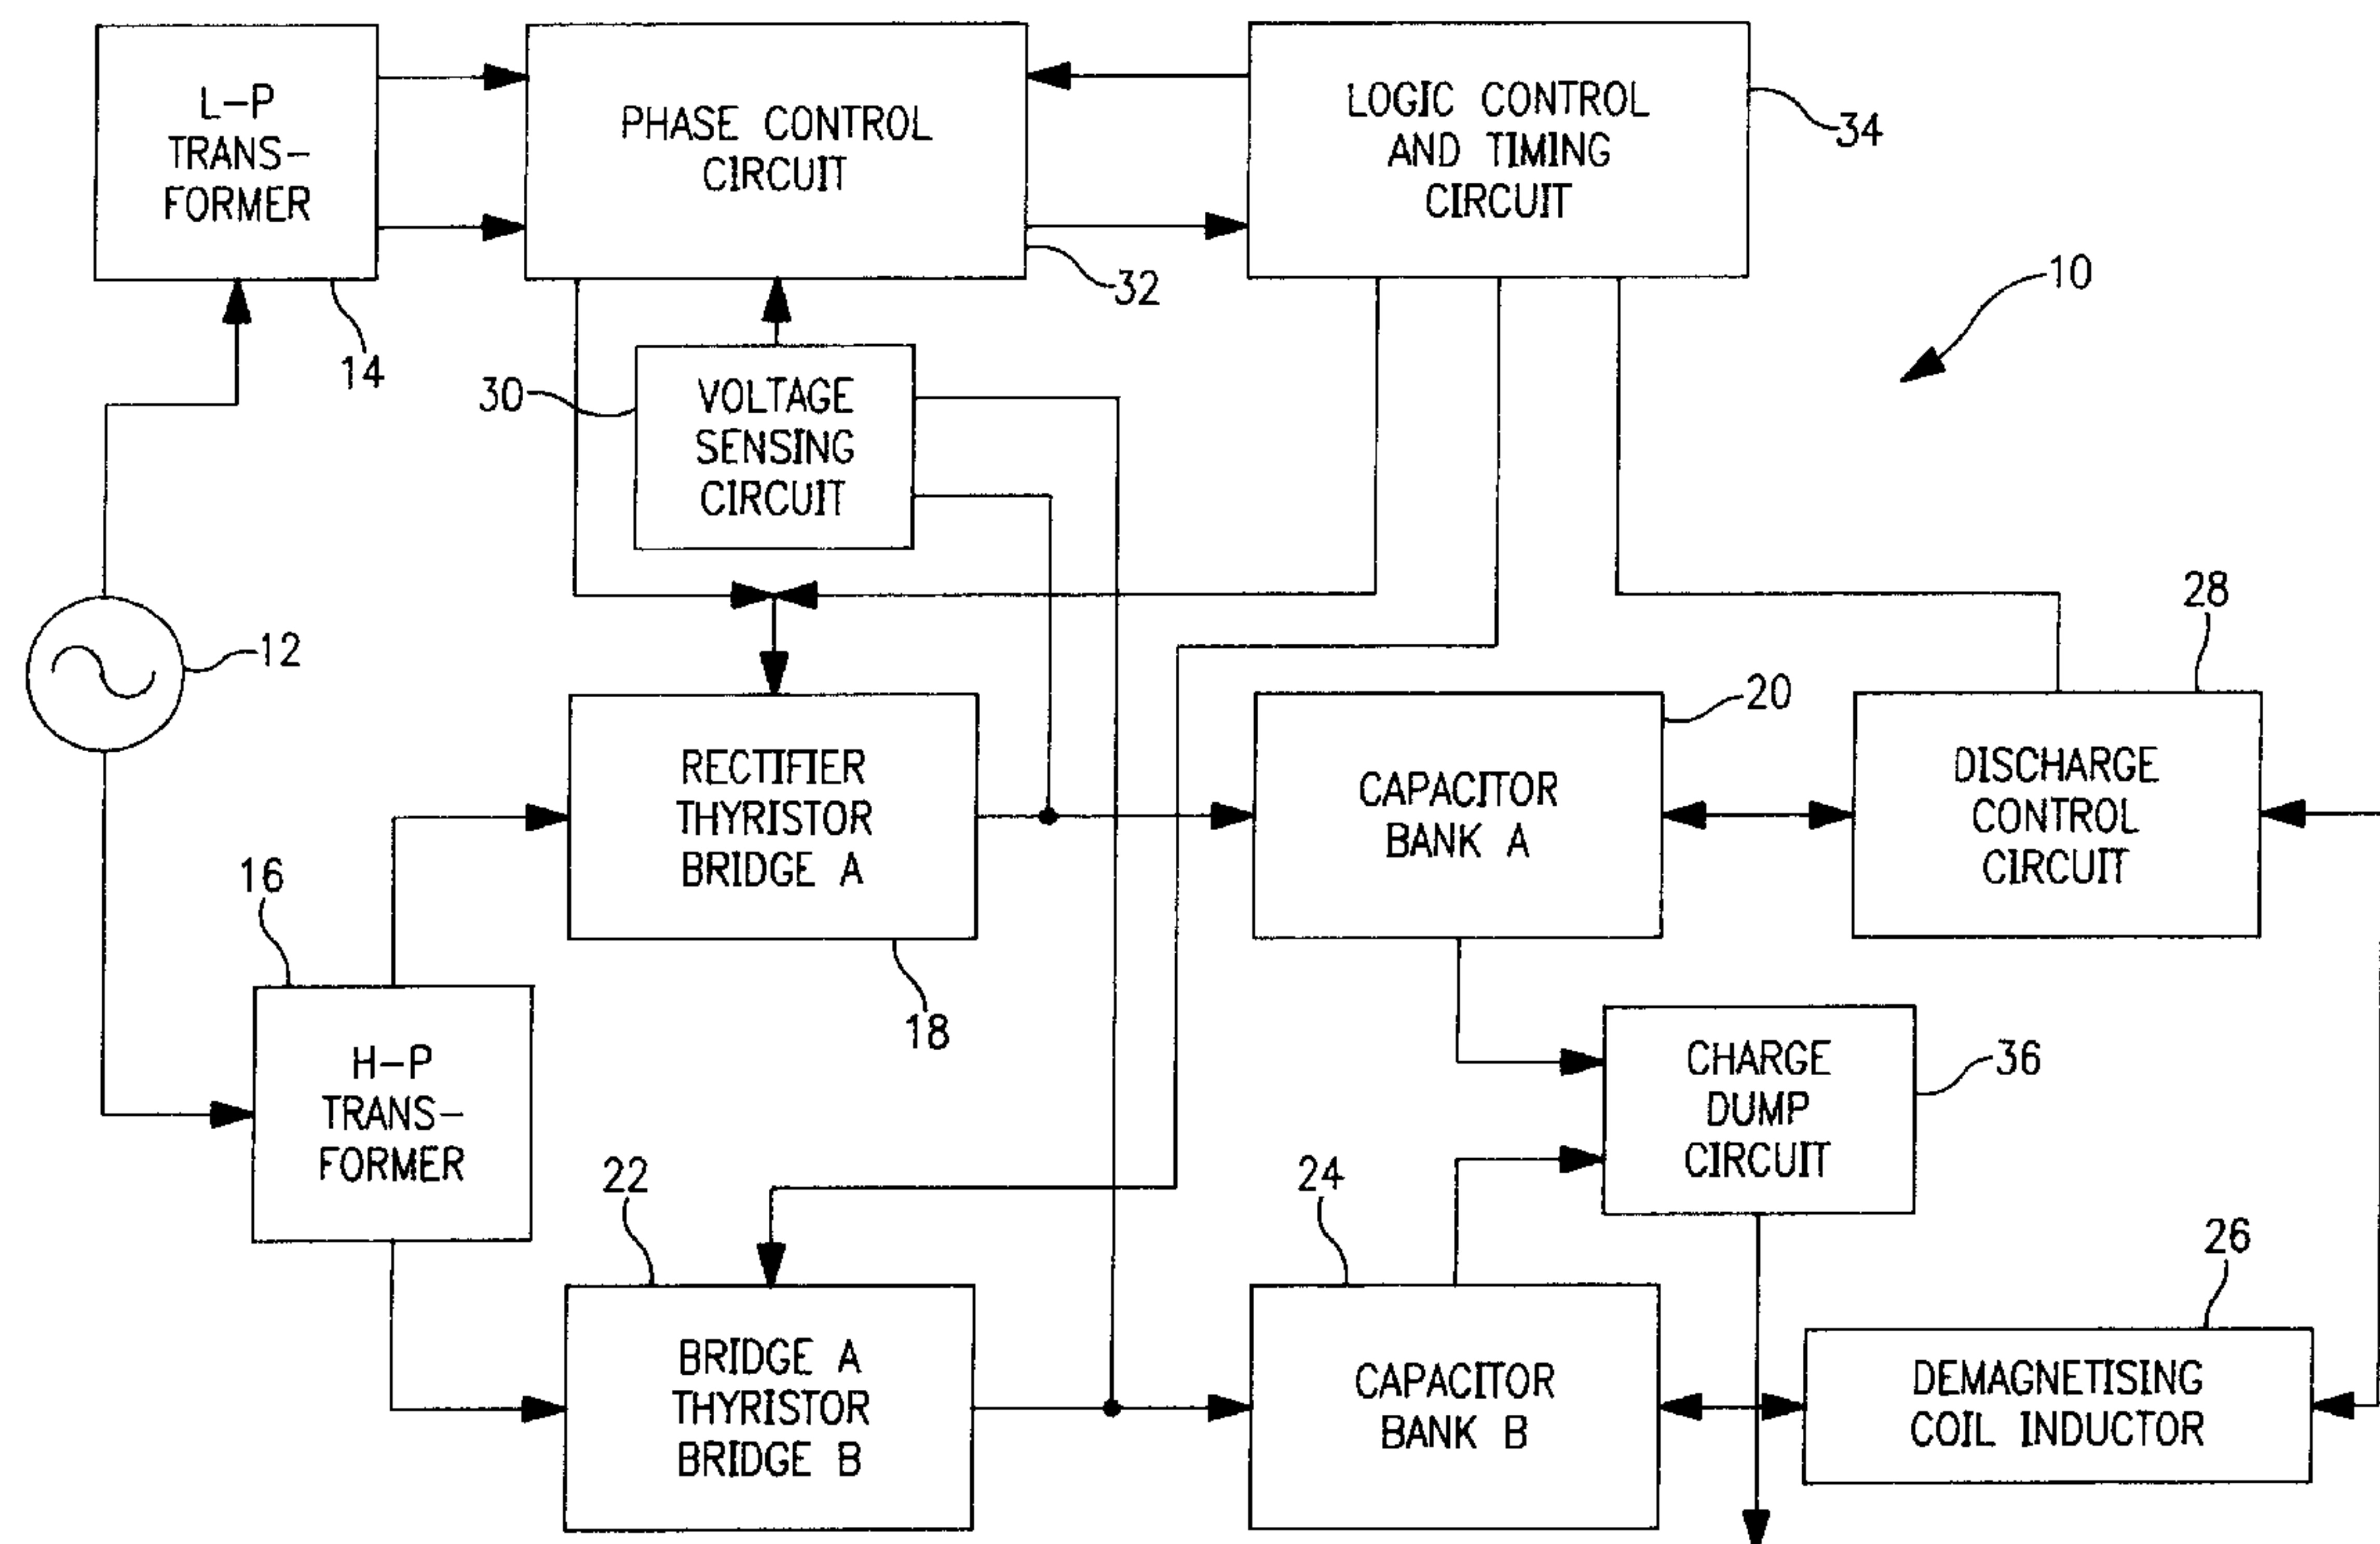 L-P
TRANS-
FORMER
14
PHASE CONTROL
CIRCUIT
32
LOGIC CONTROL
AND TIMING
CIRCUIT
34
10
30
VOLTAGE
SENSING
CIRCUIT
12
RECTIFIER
THYRISTOR
BRIDGE A
18
20
CAPACITOR
BANK A
28
DISCHARGE
CONTROL
CIRCUIT
16
H-P
TRANS-
FORMER
CHARGE
DUMP
CIRCUIT
36
22
BRIDGE A
THYRISTOR
BRIDGE B
24
CAPACITOR
BANK B
26
DEMAGNETISING
COIL INDUCTOR